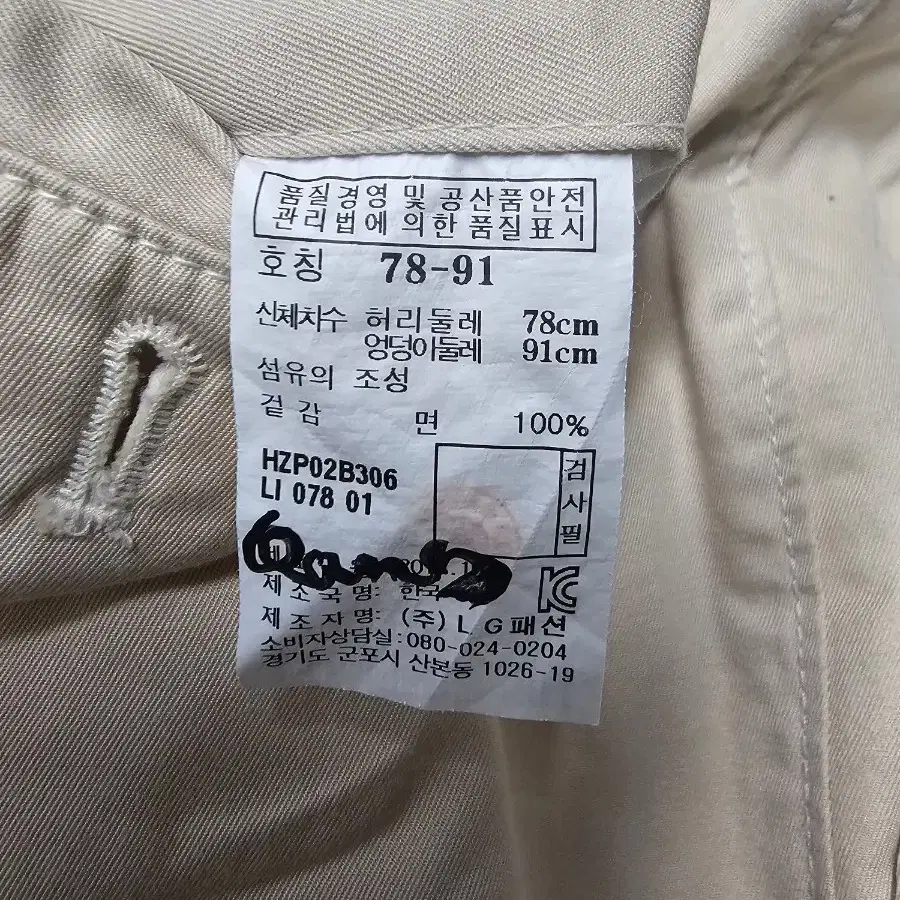 품질경영 및 공산품안전
관리법에 의한 품질표시
호칭 78-91
신체치수 허리둘레 78cm
엉덩이둘레 91cm
섬유의 조성
겉감 면 100%
HZP02B306
LI 078 01
검사필
제조국명: 한국
제조자명: (주)LG패션
소비자상담실:080-024-0204
경기도 군포시 산본동 1026-19